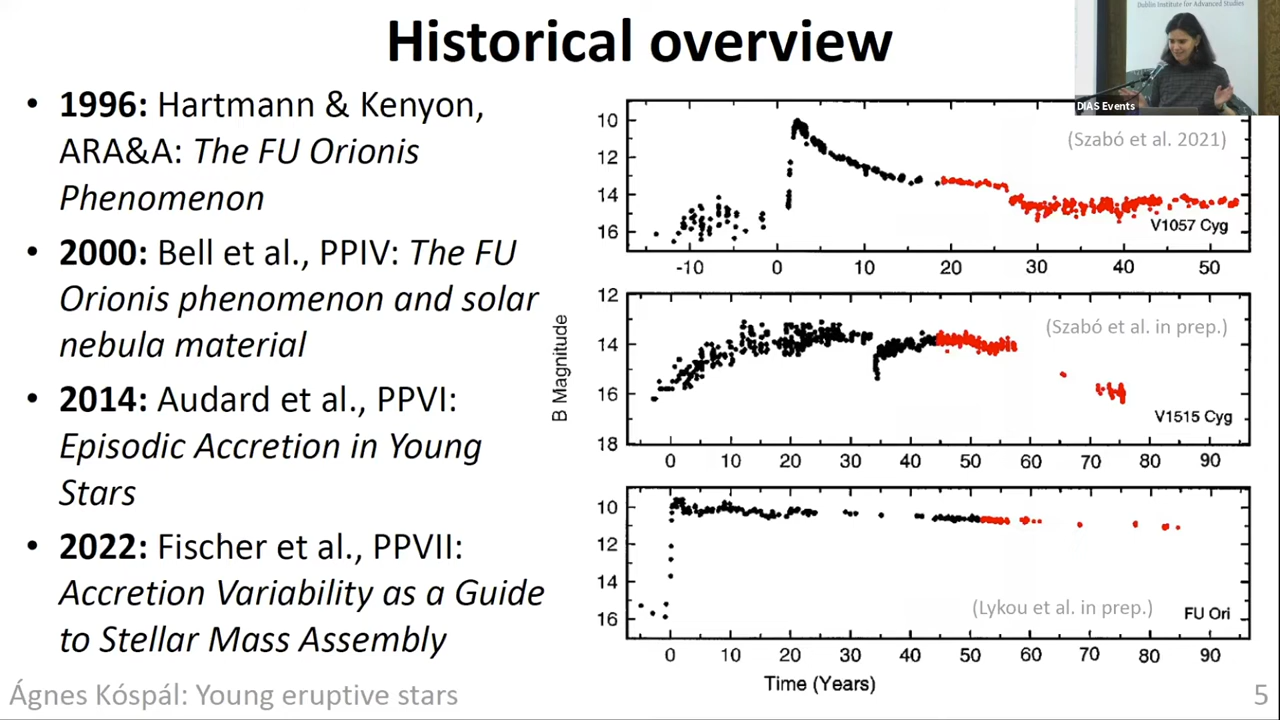 Historical overview
Dublin Institute for Advanced Studies
DIAS Events
• 1996: Hartmann & Kenyon,
ARA&A: The FU Orionis
Phenomenon
• 2000: Bell et al., PPIV: The FU
Orionis phenomenon and solar
nebula material
• 2014: Audard et al., PPVI:
Episodic Accretion in Young
Stars
• 2022: Fischer et al., PPVII:
Accretion Variability as a Guide
to Stellar Mass Assembly
B Magnitude
10
12
14
16
(Szabó et al. 2021)
V1057 Cyg
-10 0 10 20 30 40 50
12
14
16
18
(Szabó et al. in prep.)
V1515 Cyg
0 10 20 30 40 50 60 70 80 90
10
12
14
16
(Lykou et al. in prep.)
FU Ori
0 10 20 30 40 50 60 70 80 90
Time (Years)
Ágnes Kóspál: Young eruptive stars
5